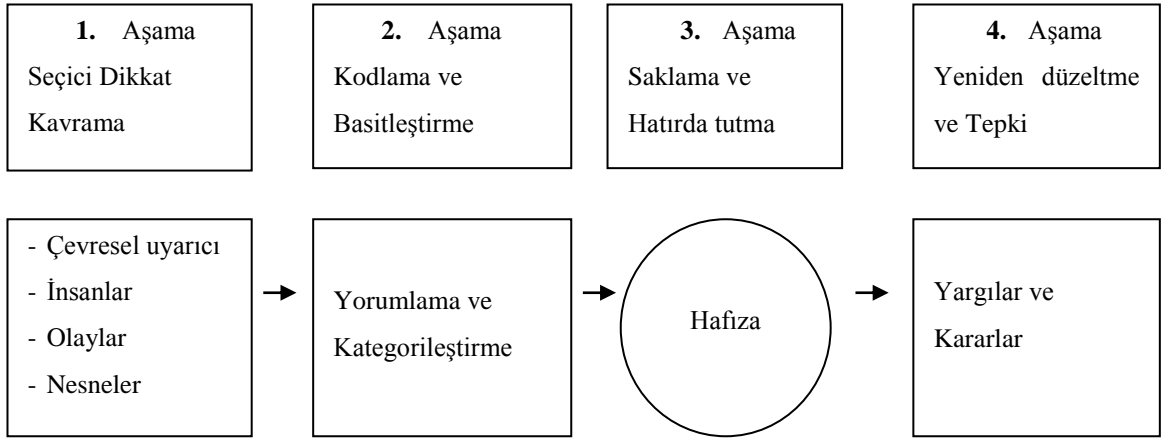 1. Aşama
Seçici Dikkat
Kavrama
2. Aşama
Kodlama ve
Basitleştirme
3. Aşama
Saklama ve
Hatırda tutma
4. Aşama
Yeniden düzeltme
ve Tepki
- Çevresel uyarıcı
- İnsanlar
- Olaylar
- Nesneler
Yorumlama ve
Kategorileştirme
Hafıza
Yargılar ve
Kararlar